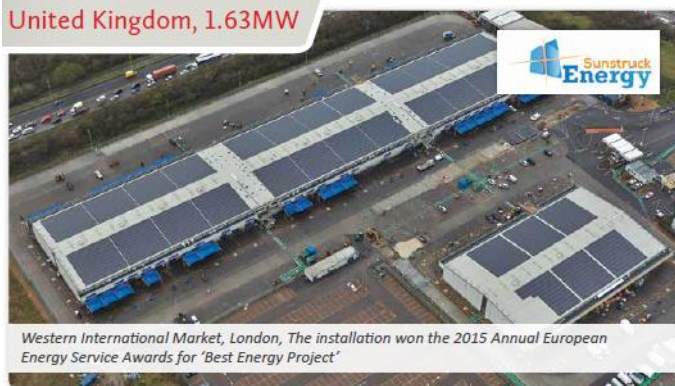 United Kingdom, 1.63MW
Sunstruck
Energy
Western International Market, London, The installation won the 2015 Annual European
Energy Service Awards for ‘Best Energy Project’